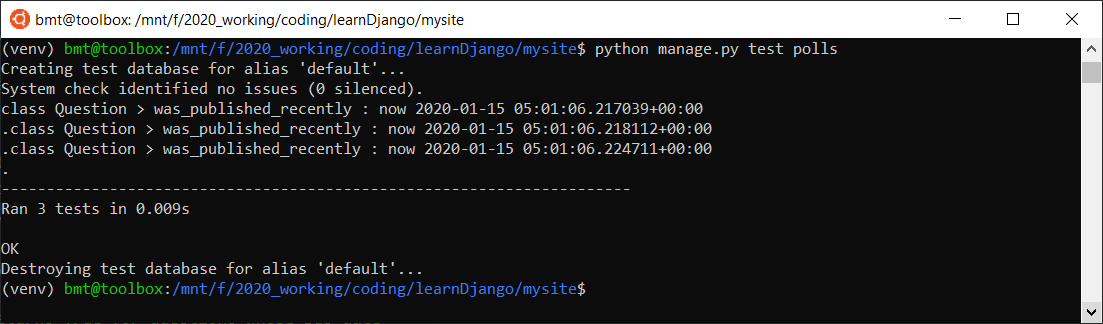 bmt@toolbox: /mnt/f/2020_working/coding/learnDjango/mysite
(venv) bmt@toolbox:/mnt/f/2020_working/coding/learnDjango/mysite$ python manage.py test polls
Creating test database for alias 'default'...
System check identified no issues (0 silenced).
class Question > was_published_recently : now 2020-01-15 05:01:06.217039+00:00
.class Question > was_published_recently : now 2020-01-15 05:01:06.218112+00:00
.class Question > was_published_recently : now 2020-01-15 05:01:06.224711+00:00
.
----------------------------------------------------------------------
Ran 3 tests in 0.009s
OK
Destroying test database for alias 'default'...
(venv) bmt@toolbox:/mnt/f/2020_working/coding/learnDjango/mysite$